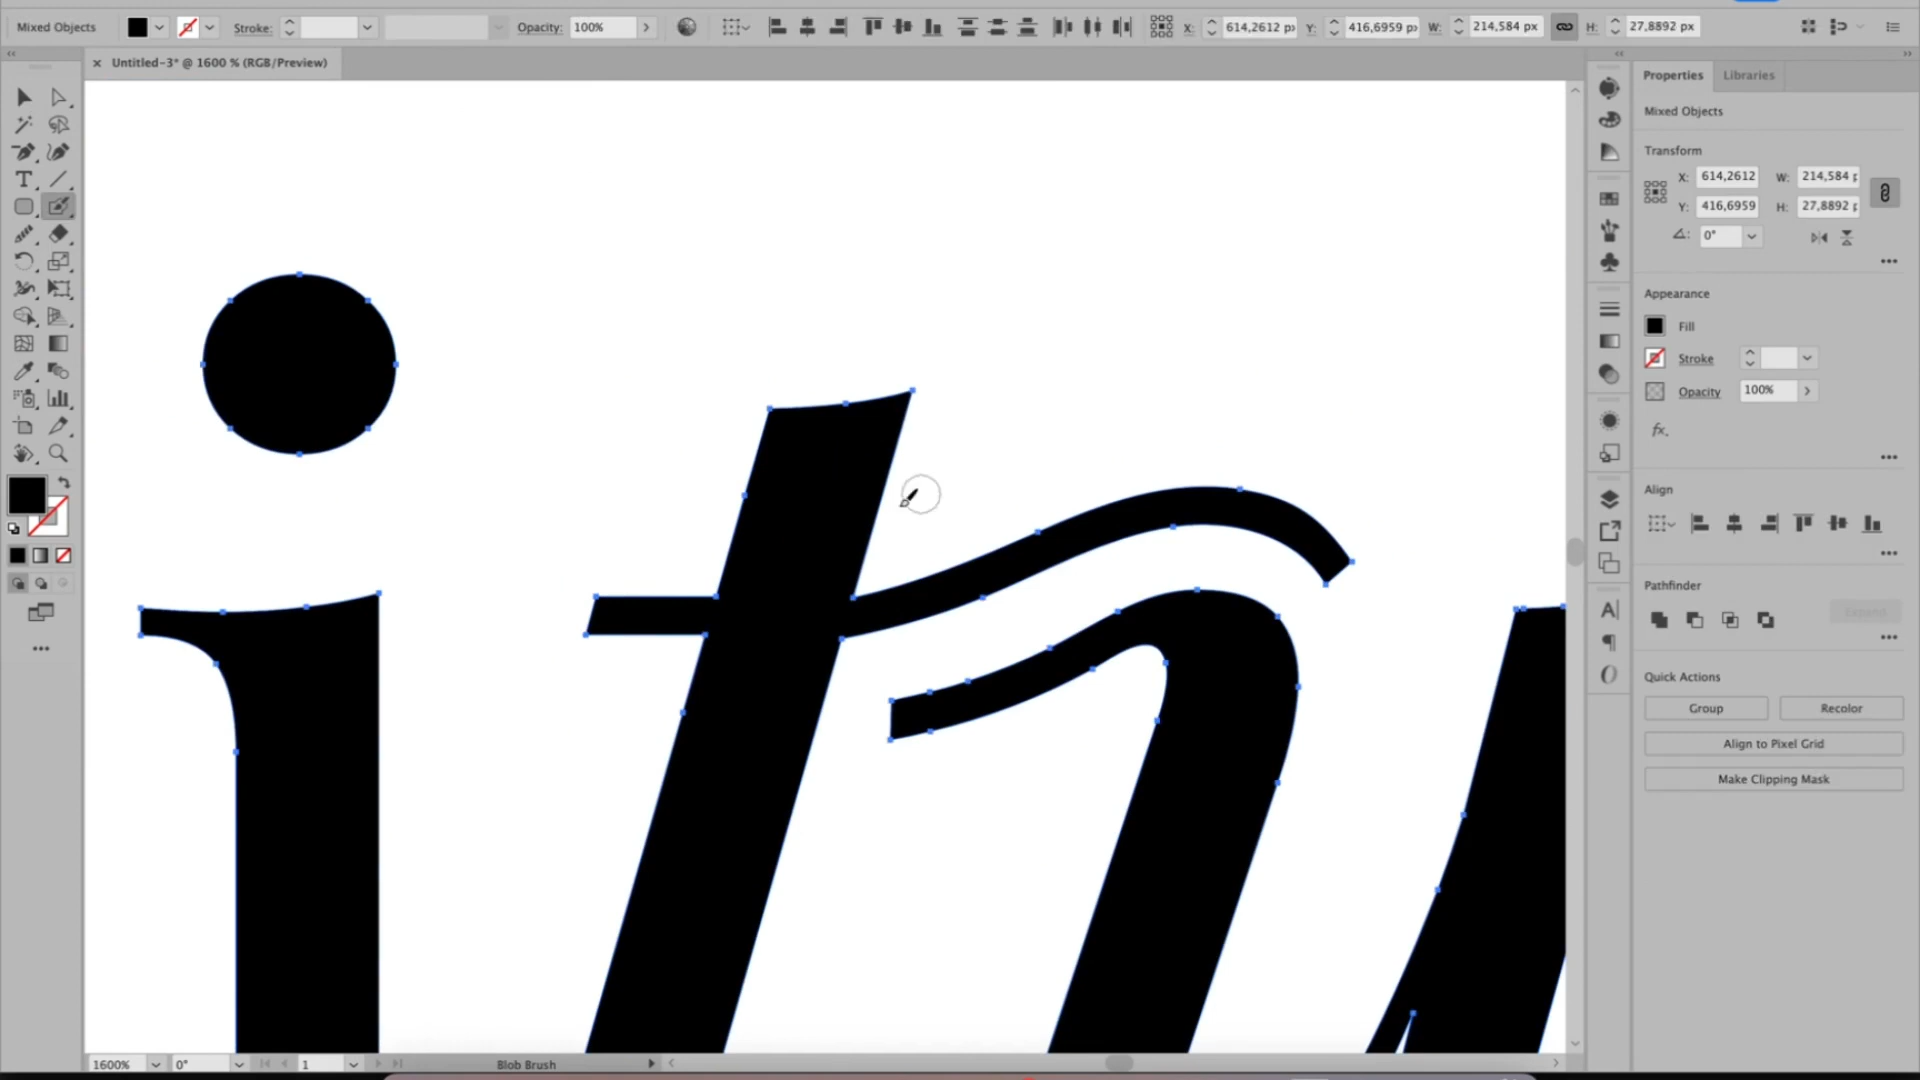 Mixed Objects Stroke: Opacity: 100% X: 614,2612 p Y: 416,6959 p W: 214,584 px H: 27,8892 px
Untitled-3* @ 1600 % (RGB/Preview)
Properties Libraries
Mixed Objects
Transform
X: 614,2612 W: 214,584 p
Y: 416,6959 H: 27,8892 p
0°
Appearance
Fill
Stroke
Opacity 100%
fx.
Align
Pathfinder
Expand
Quick Actions
Group Recolor
Align to Pixel Grid
Make Clipping Mask
i t n
1600% 0° 1 Blob Brush